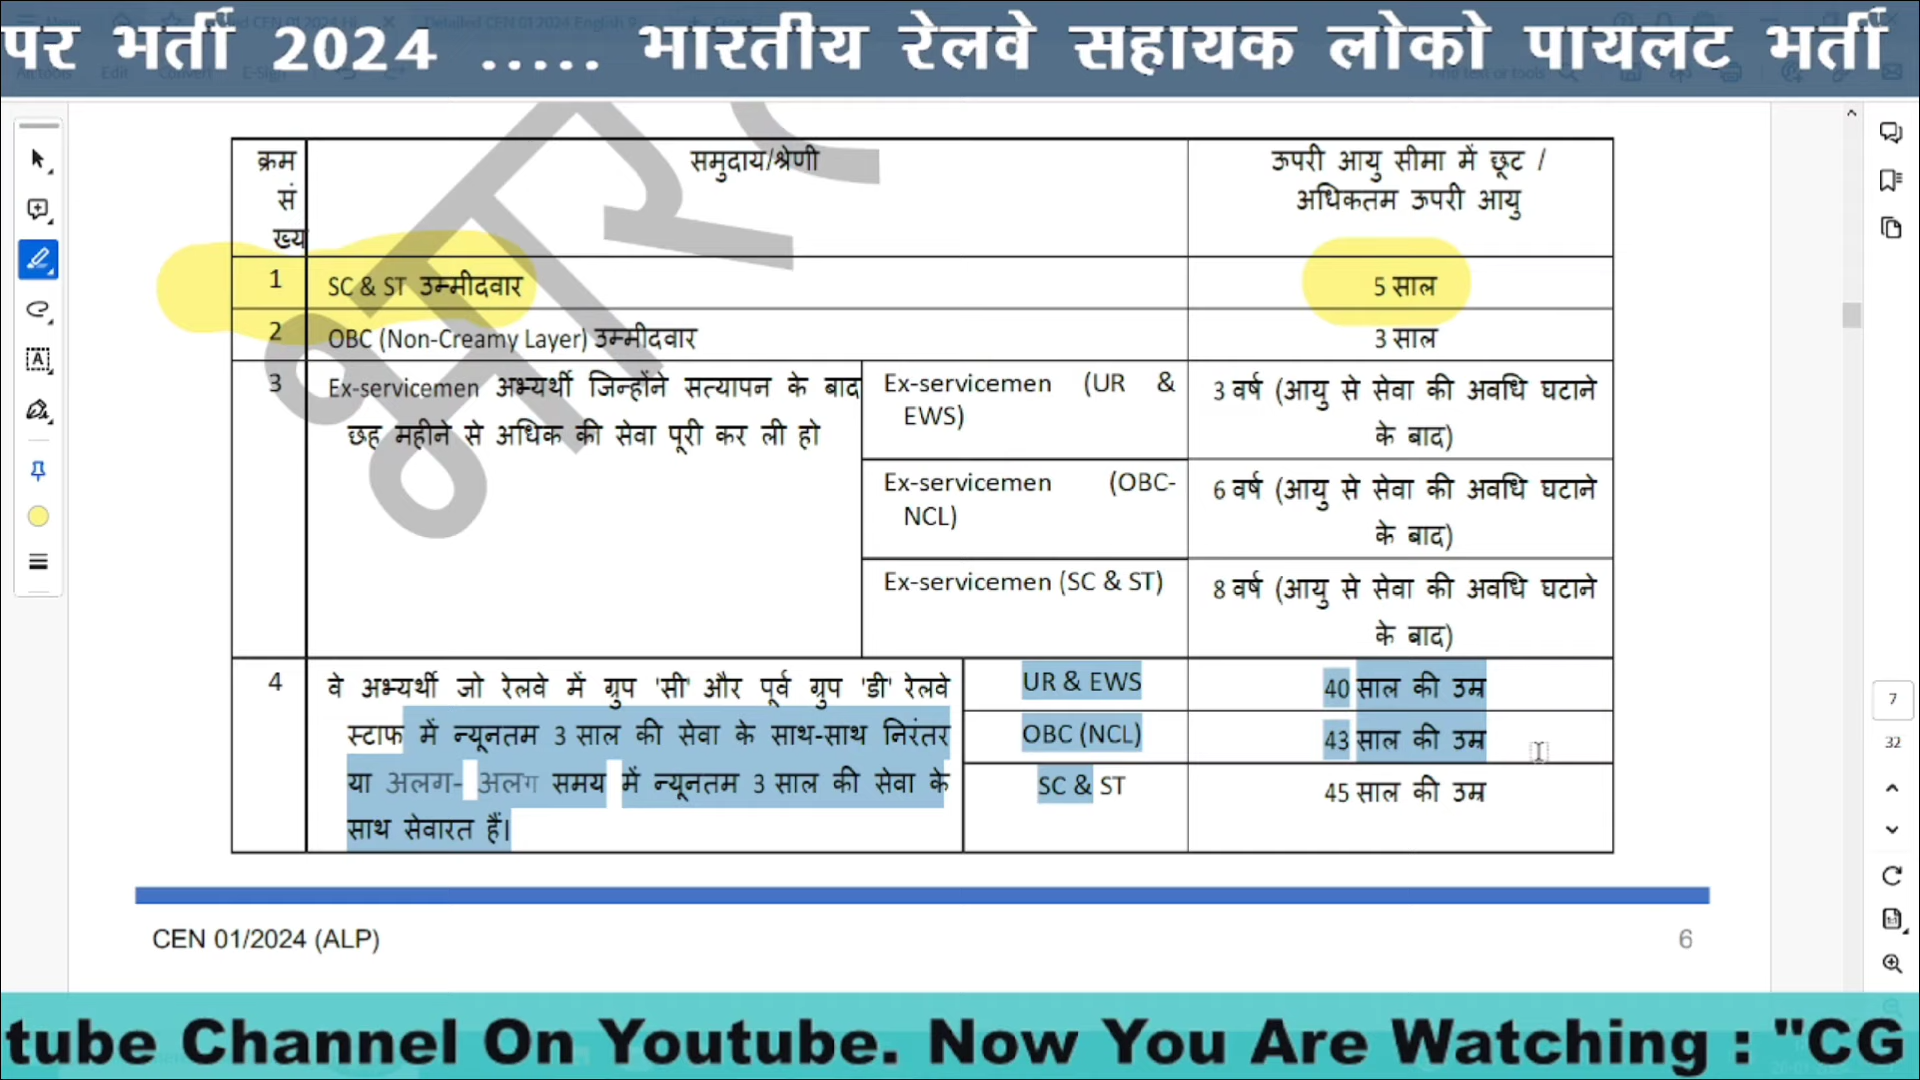 पर भर्ती 2024 ..... भारतीय रेलवे सहायक लोको पायलट भर्ती
क्रम
सं
ख्य
समुदाय/श्रेणी
ऊपरी आयु सीमा में छूट /
अधिकतम ऊपरी आयु
1
SC & ST उम्मीदवार
5 साल
2
OBC (Non-Creamy Layer) उम्मीदवार
3 साल
3
Ex-servicemen अभ्यर्थी जिन्होंने सत्यापन के बाद
छह महीने से अधिक की सेवा पूरी कर ली हो
Ex-servicemen (UR &
EWS)
3 वर्ष (आयु से सेवा की अवधि घटाने
के बाद)
Ex-servicemen (OBC-
NCL)
6 वर्ष (आयु से सेवा की अवधि घटाने
के बाद)
Ex-servicemen (SC & ST)
8 वर्ष (आयु से सेवा की अवधि घटाने
के बाद)
4
वे अभ्यर्थी जो रेलवे में ग्रुप 'सी' और पूर्व ग्रुप 'डी' रेलवे
स्टाफ में न्यूनतम 3 साल की सेवा के साथ-साथ निरंतर
या अलग- अलग समय में न्यूनतम 3 साल की सेवा के
साथ सेवारत हैं।
UR & EWS
40 साल की उम्र
OBC (NCL)
43 साल की उम्र
SC & ST
45 साल की उम्र
7
32
CEN 01/2024 (ALP)
6
tube Channel On Youtube. Now You Are Watching : "CG